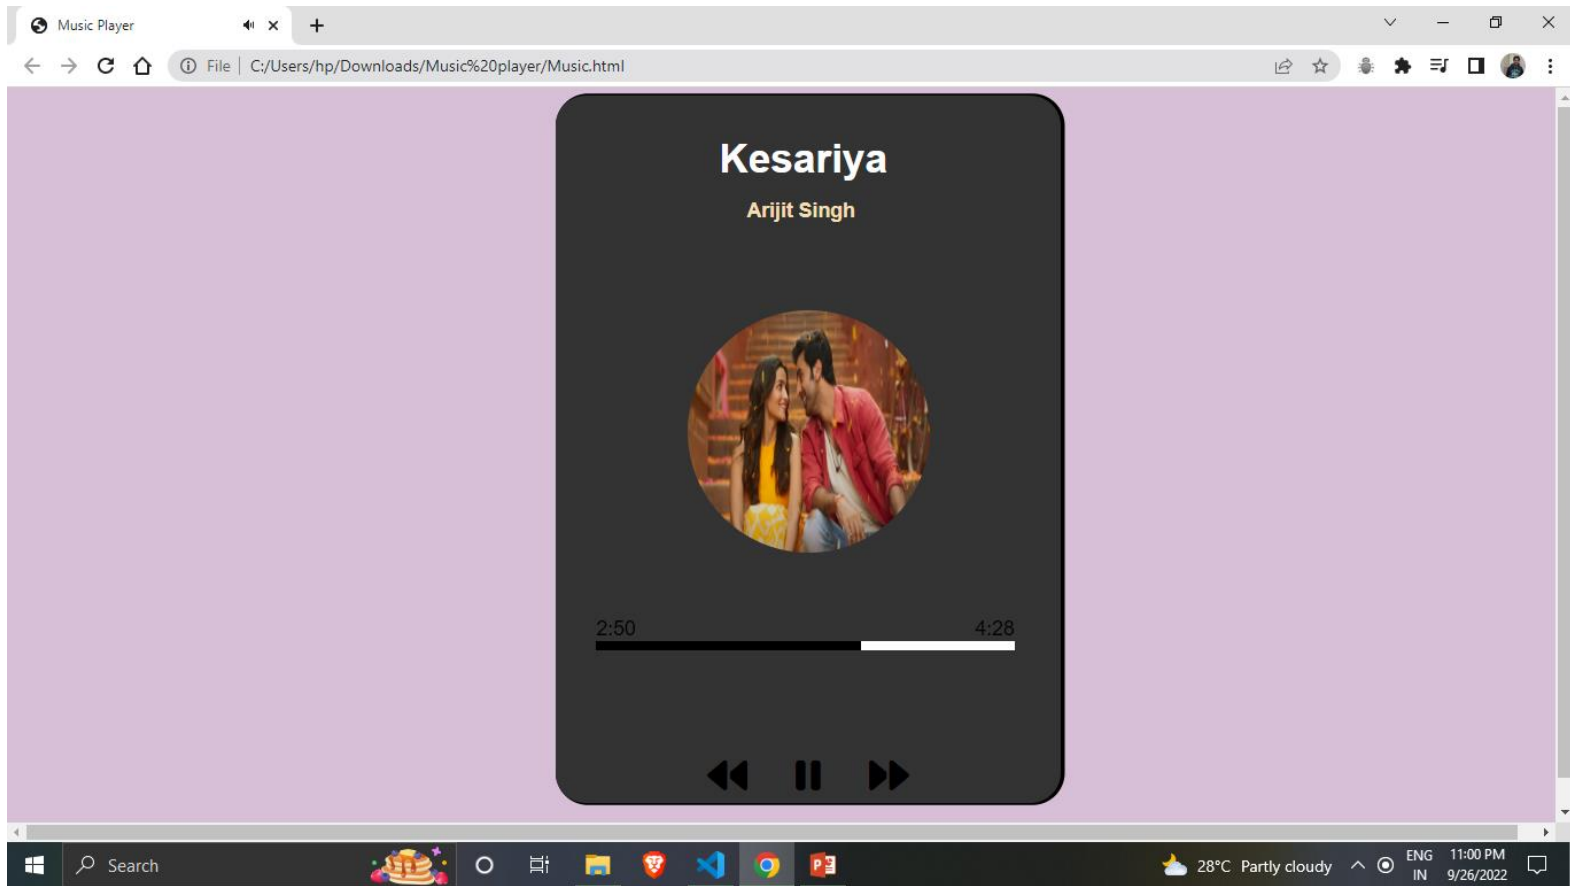 Music Player
File | C:/Users/hp/Downloads/Music%20player/Music.html
Kesariya
Arijit Singh
2:50 4:28
Search
28°C Partly cloudy
ENG 11:00 PM
IN 9/26/2022